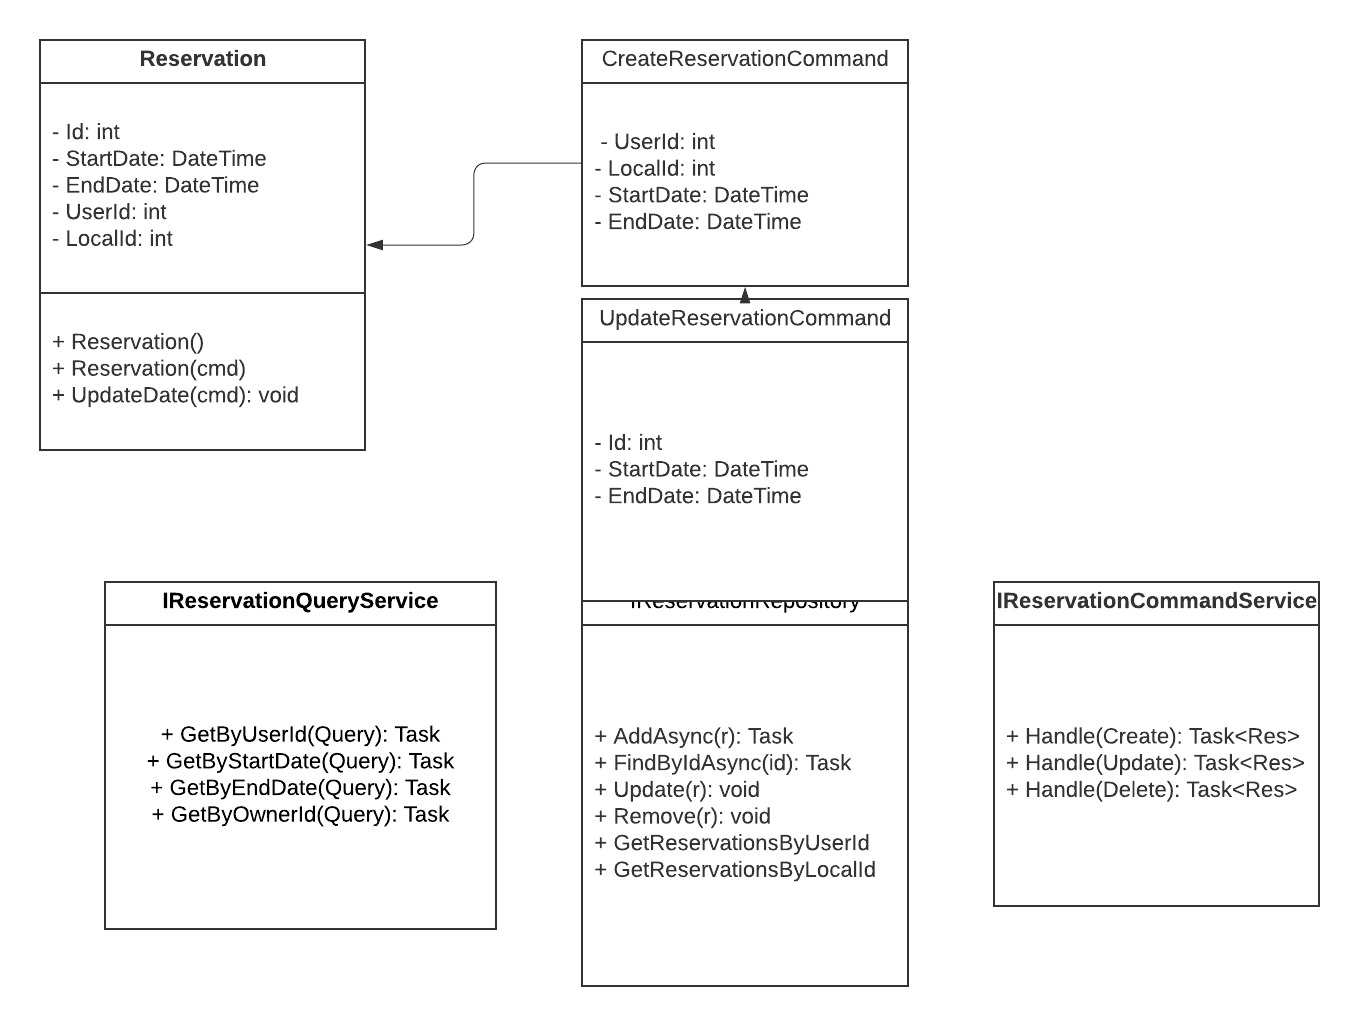 Reservation
- Id: int
- StartDate: DateTime
- EndDate: DateTime
- UserId: int
- LocalId: int
+ Reservation()
+ Reservation(cmd)
+ UpdateDate(cmd): void
CreateReservationCommand
- UserId: int
- LocalId: int
- StartDate: DateTime
- EndDate: DateTime
UpdateReservationCommand
- Id: int
- StartDate: DateTime
- EndDate: DateTime
IReservationQueryService
+ GetByUserId(Query): Task
+ GetByStartDate(Query): Task
+ GetByEndDate(Query): Task
+ GetByOwnerId(Query): Task
IReservationRepository
+ AddAsync(r): Task
+ FindByIdAsync(id): Task
+ Update(r): void
+ Remove(r): void
+ GetReservationsByUserId
+ GetReservationsByLocalId
IReservationCommandService
+ Handle(Create): Task<Res>
+ Handle(Update): Task<Res>
+ Handle(Delete): Task<Res>